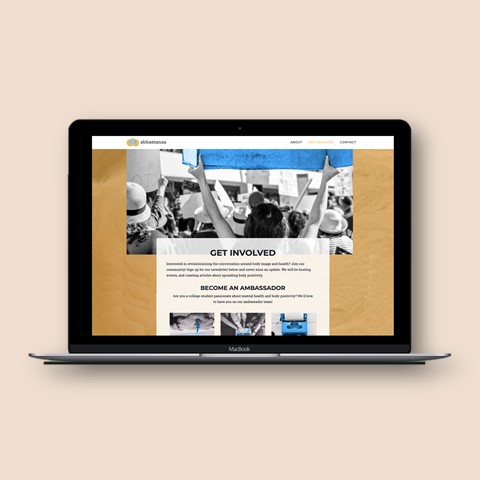 abbastanza
ABOUT GET INVOLVED CONTACT
GET INVOLVED
Interested in revolutionizing the conversation around body image and health? Join our
community! Sign up for our newsletter below and never miss an update. We will be hosting
events, and creating articles about spreading body positivity.
BECOME AN AMBASSADOR
Are you a college student passionate about mental health and body positivity? We'd love
to have you on our ambassador team!
MacBook